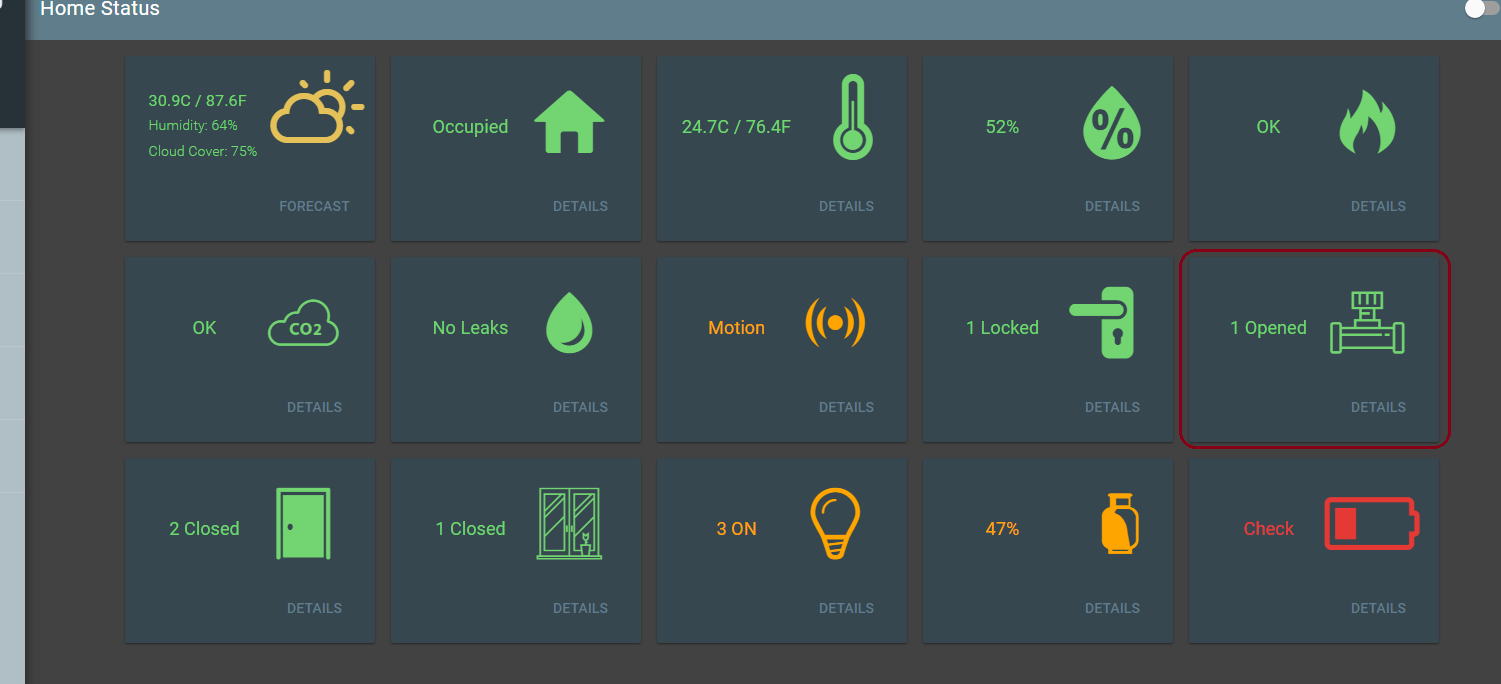 Home Status
30.9C / 87.6F
Humidity: 64%
Cloud Cover: 75%
FORECAST
Occupied
DETAILS
24.7C / 76.4F
DETAILS
52%
%
DETAILS
OK
DETAILS
OK
CO2
DETAILS
No Leaks
DETAILS
Motion
DETAILS
1 Locked
DETAILS
1 Opened
DETAILS
2 Closed
DETAILS
1 Closed
DETAILS
3 ON
DETAILS
47%
DETAILS
Check
DETAILS